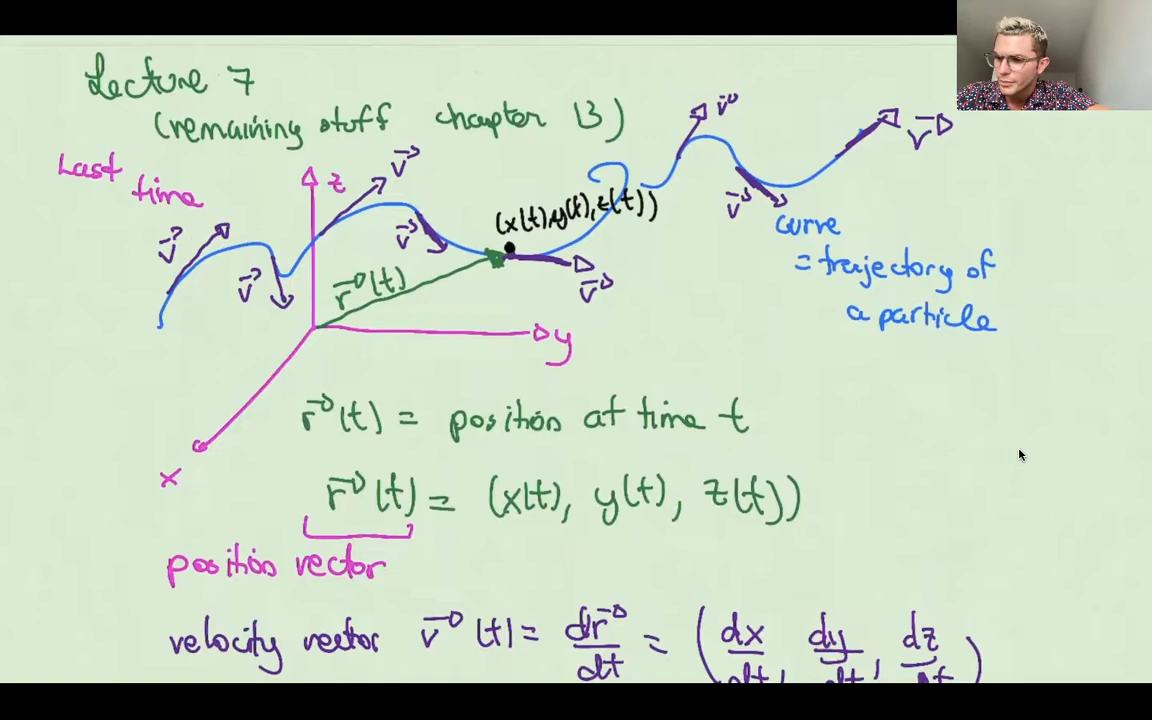 Lecture 7
(remaining stuff chapter 13)
Last
time
z
v⃗
v⃗
v⃗
v⃗
v⃗
v⃗
v⃗
v⃗
(x(t),y(t),z(t))
r⃗(t)
y
x
curve
= trajectory of
a particle
r⃗(t) = position at time t
r⃗(t) = (x(t), y(t), z(t))
position vector
velocity vector v⃗(t) = dr⃗/dt = (dx/dt, dy/dt, dz/dt)